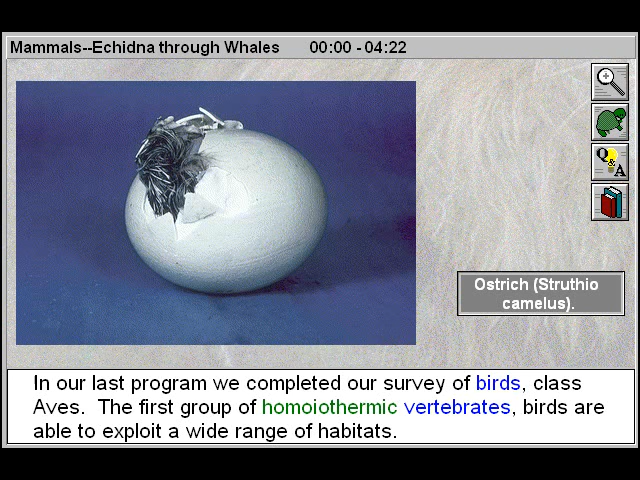 Mammals--Echidna through Whales 00:00 - 04:22
Q
&
A
Ostrich (Struthio
camelus).
In our last program we completed our survey of birds, class
Aves. The first group of homoiothermic vertebrates, birds are
able to exploit a wide range of habitats.